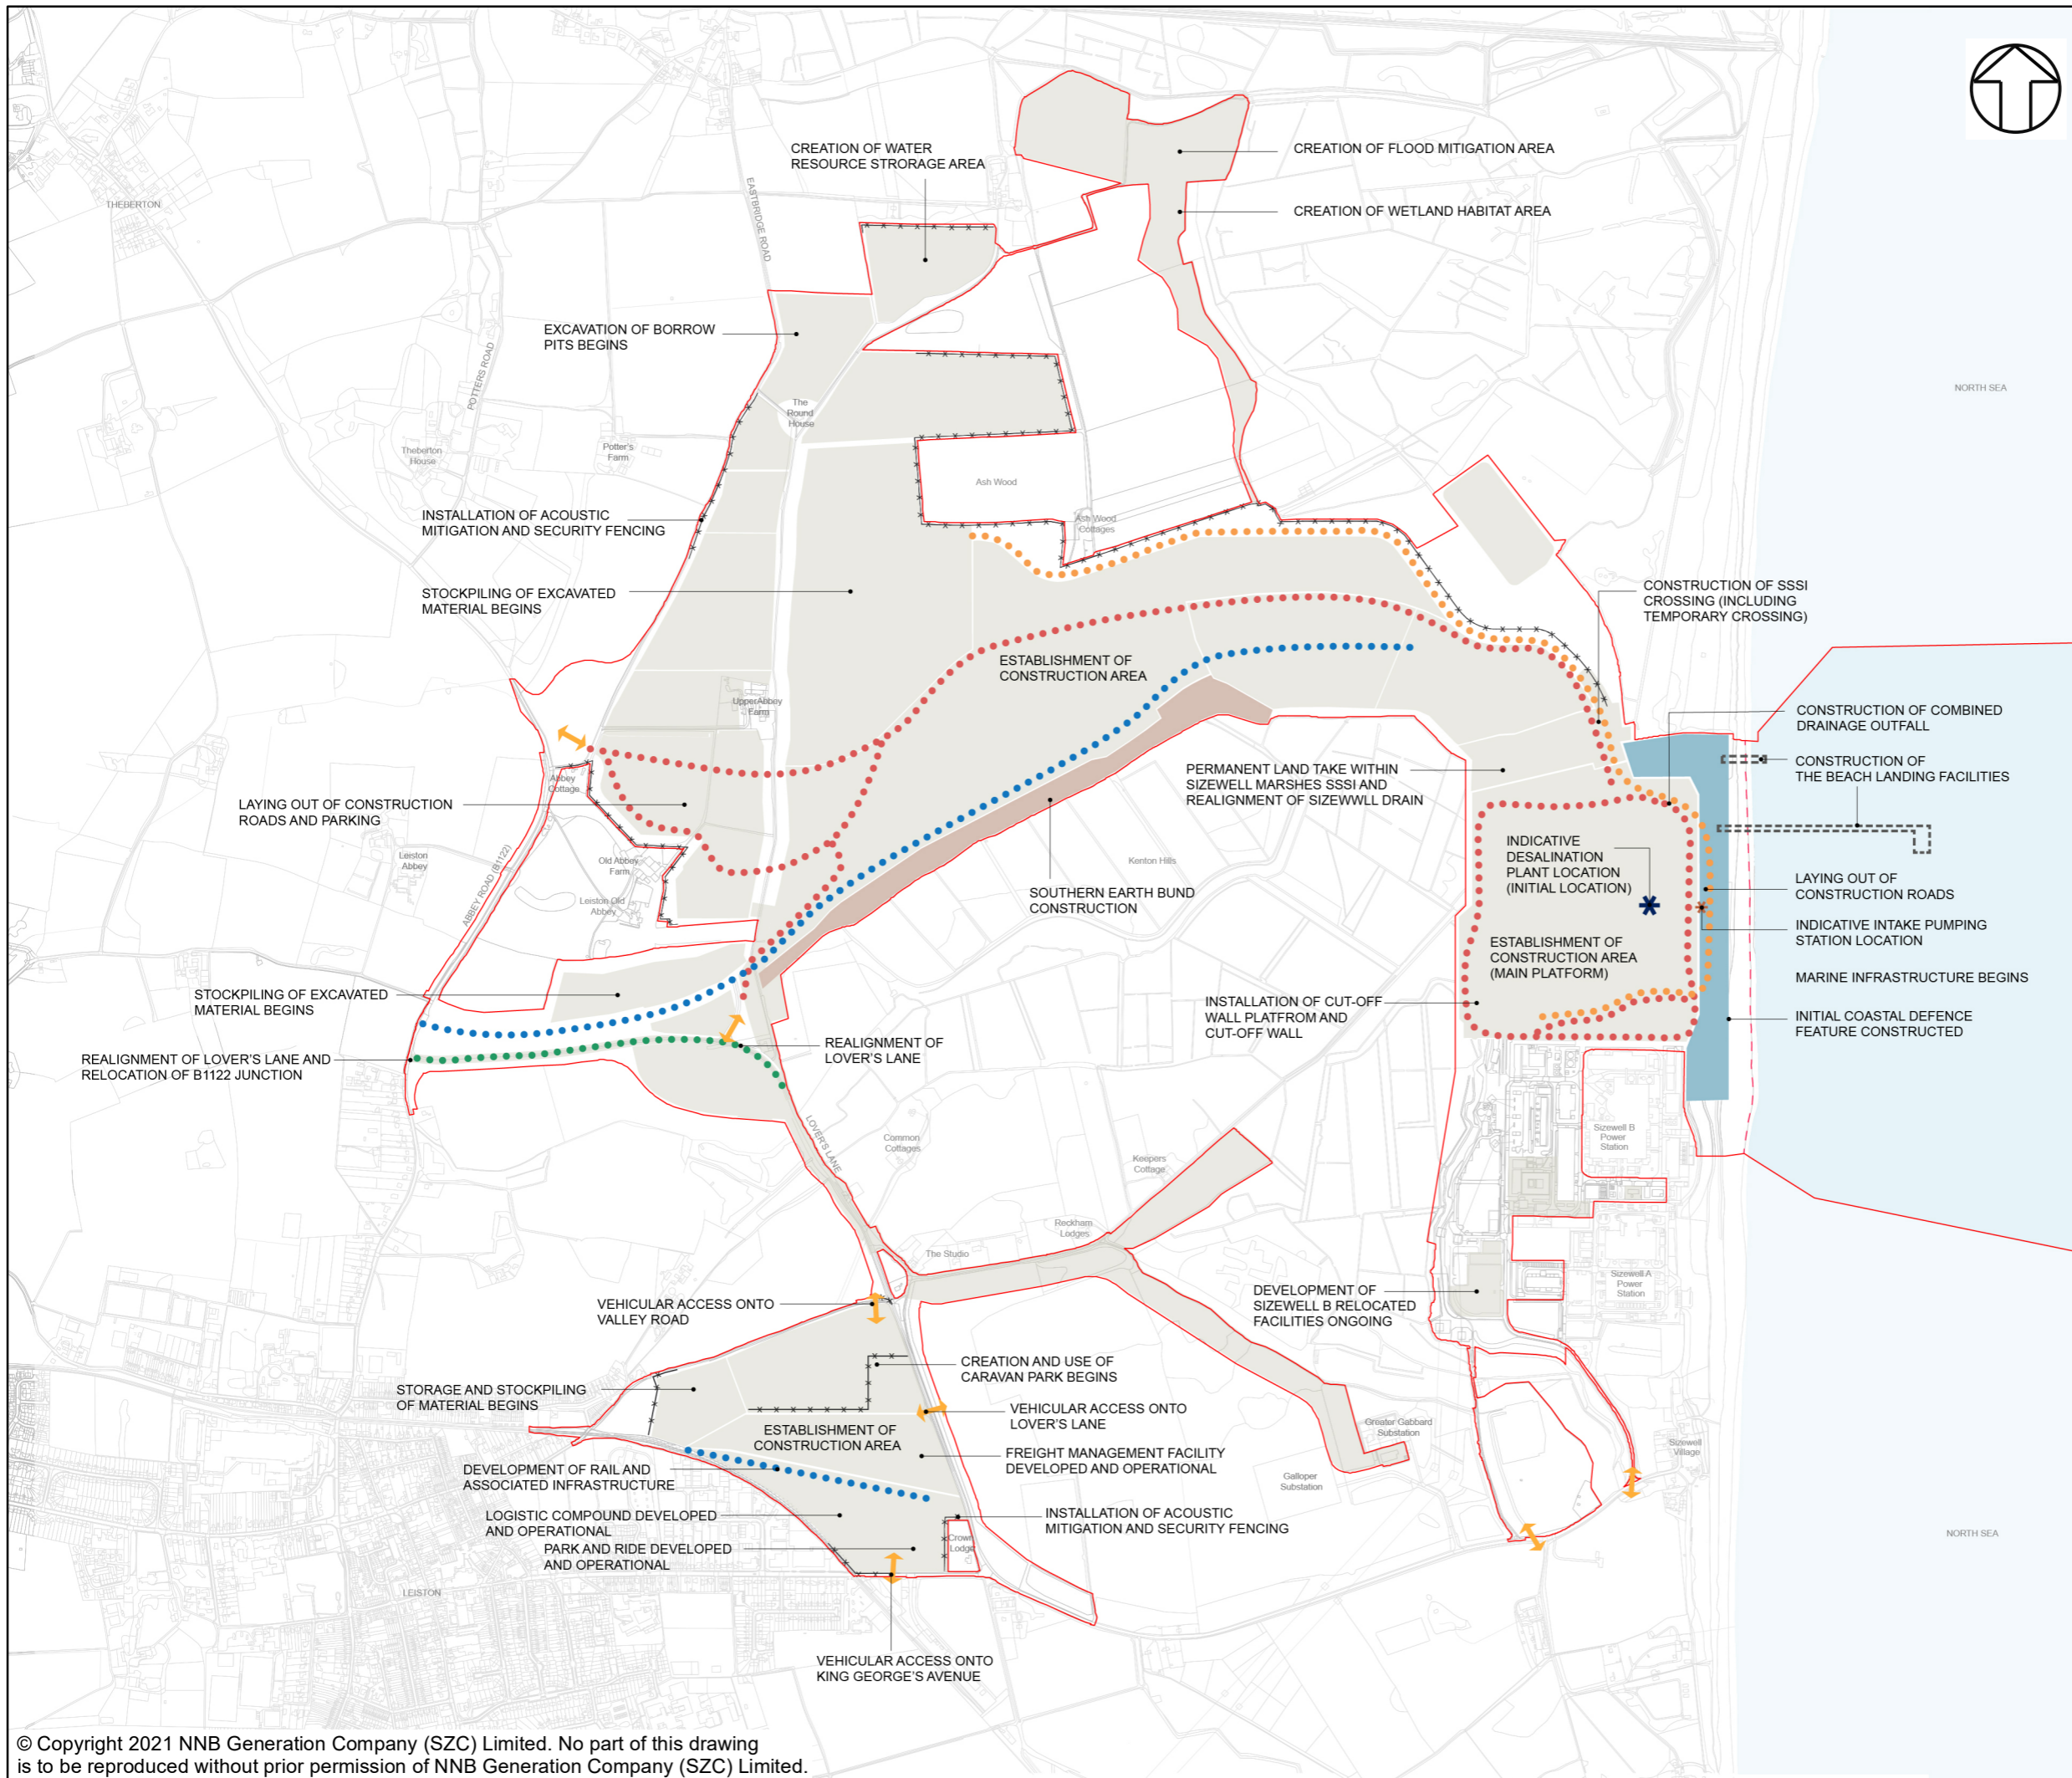 CREATION OF WATER
RESOURCE STRORAGE AREA
CREATION OF FLOOD MITIGATION AREA
CREATION OF WETLAND HABITAT AREA
THEBERTON
EASTBRIDGE ROAD
EXCAVATION OF BORROW
PITS BEGINS
POTTERS ROAD
NORTH SEA
The
Round
House
Theberton
House
Potter's
Farm
Ash Wood
INSTALLATION OF ACOUSTIC
MITIGATION AND SECURITY FENCING
Ash Wood
Cottages
STOCKPILING OF EXCAVATED
MATERIAL BEGINS
CONSTRUCTION OF SSSI
CROSSING (INCLUDING
TEMPORARY CROSSING)
ESTABLISHMENT OF
CONSTRUCTION AREA
Upper Abbey
Farm
CONSTRUCTION OF COMBINED
DRAINAGE OUTFALL
CONSTRUCTION OF
THE BEACH LANDING FACILITIES
PERMANENT LAND TAKE WITHIN
SIZEWELL MARSHES SSSI AND
REALIGNMENT OF SIZEWWLL DRAIN
Abbey
Cottage
LAYING OUT OF CONSTRUCTION
ROADS AND PARKING
Leiston
Abbey
ABBEY ROAD (B1122)
Old Abbey
Farm
Leiston Old
Abbey
Kenton Hills
INDICATIVE
DESALINATION
PLANT LOCATION
(INITIAL LOCATION)
SOUTHERN EARTH BUND
CONSTRUCTION
LAYING OUT OF
CONSTRUCTION ROADS
INDICATIVE INTAKE PUMPING
STATION LOCATION
ESTABLISHMENT OF
CONSTRUCTION AREA
(MAIN PLATFORM)
MARINE INFRASTRUCTURE BEGINS
STOCKPILING OF EXCAVATED
MATERIAL BEGINS
INSTALLATION OF CUT-OFF
WALL PLATFROM AND
CUT-OFF WALL
INITIAL COASTAL DEFENCE
FEATURE CONSTRUCTED
REALIGNMENT OF LOVER'S LANE AND
RELOCATION OF B1122 JUNCTION
REALIGNMENT OF
LOVER'S LANE
LOVER'S LANE
Common
Cottages
Keepers
Cottage
Sizewell B
Power
Station
Reckham
Lodges
The Studio
Sizewell A
Power
Station
VEHICULAR ACCESS ONTO
VALLEY ROAD
DEVELOPMENT OF
SIZEWELL B RELOCATED
FACILITIES ONGOING
CREATION AND USE OF
CARAVAN PARK BEGINS
STORAGE AND STOCKPILING
OF MATERIAL BEGINS
VEHICULAR ACCESS ONTO
LOVER'S LANE
ESTABLISHMENT OF
CONSTRUCTION AREA
Greater Gabbard
Substation
Sizewell
Village
FREIGHT MANAGEMENT FACILITY
DEVELOPED AND OPERATIONAL
DEVELOPMENT OF RAIL AND
ASSOCIATED INFRASTRUCTURE
Galloper
Substation
LOGISTIC COMPOUND DEVELOPED
AND OPERATIONAL
INSTALLATION OF ACOUSTIC
MITIGATION AND SECURITY FENCING
PARK AND RIDE DEVELOPED
AND OPERATIONAL
Crown
Lodge
NORTH SEA
LEISTON
VEHICULAR ACCESS ONTO
KING GEORGE'S AVENUE
© Copyright 2021 NNB Generation Company (SZC) Limited. No part of this drawing
is to be reproduced without prior permission of NNB Generation Company (SZC) Limited.